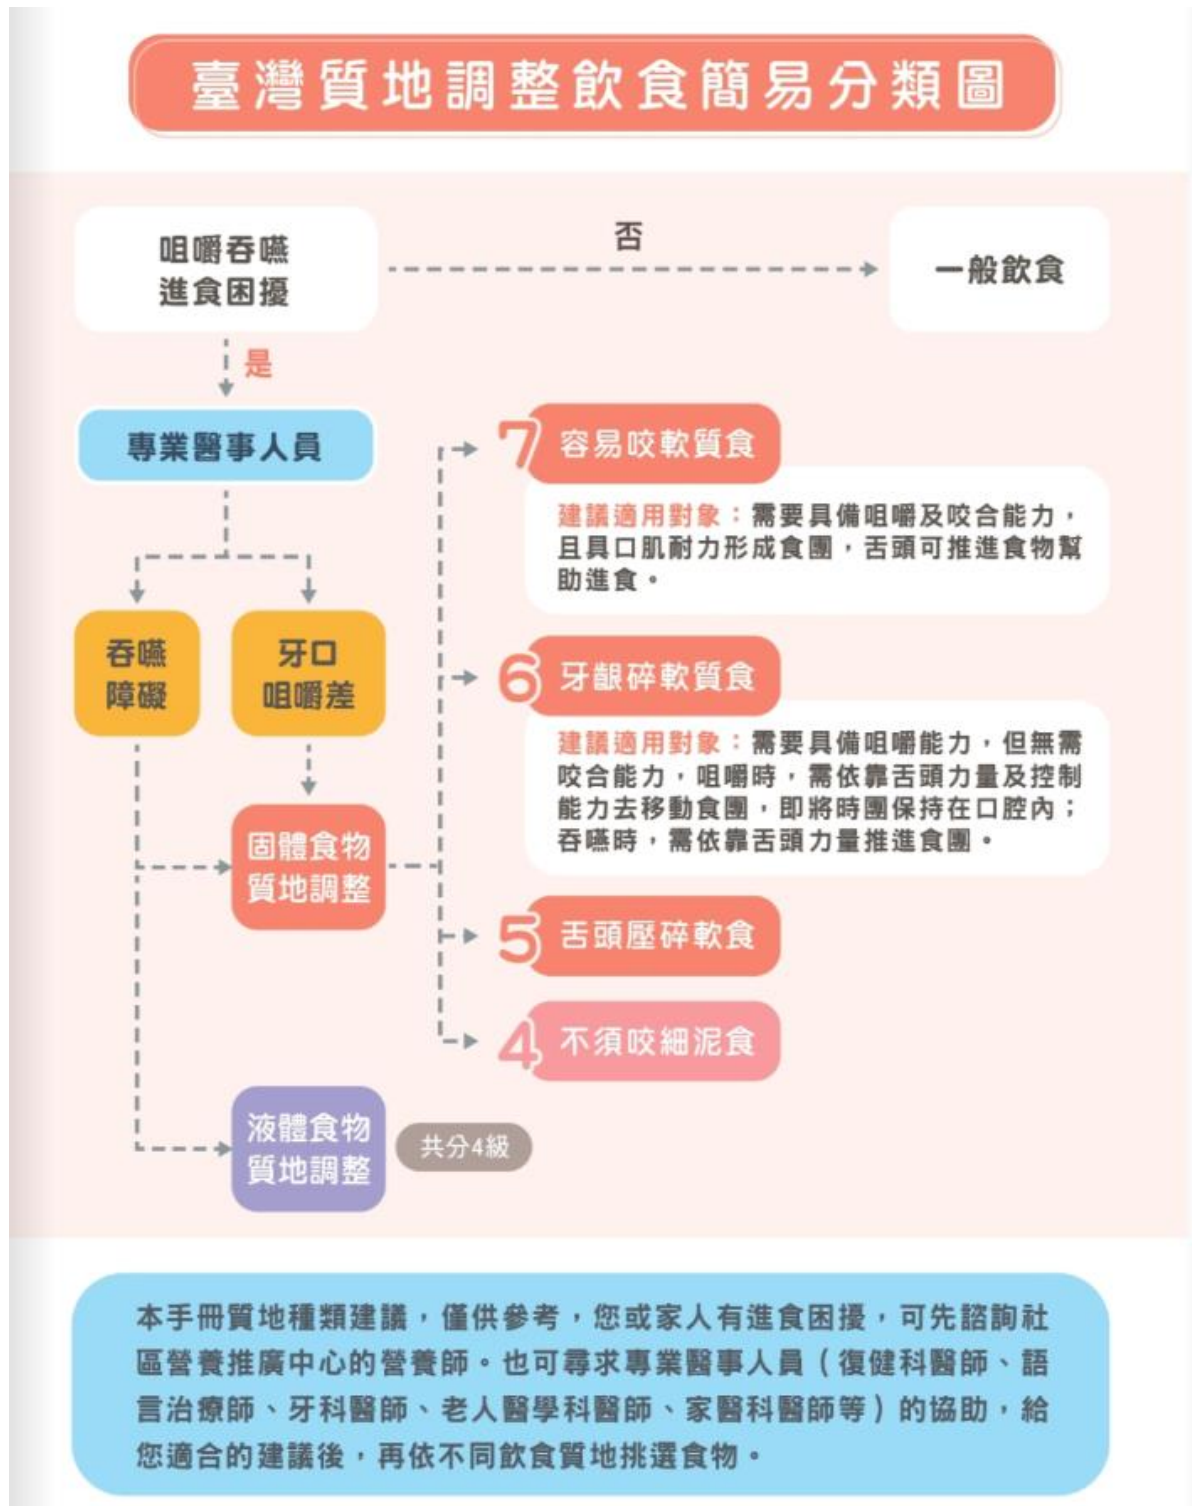 臺灣質地調整飲食簡易分類圖
咀嚼吞嚥
進食困擾
否
一般飲食
是
專業醫事人員
吞嚥
障礙
牙口
咀嚼差
固體食物
質地調整
7 容易咬軟質食
建議適用對象：需要具備咀嚼及咬合能力，
且具口肌耐力形成食團，舌頭可推進食物幫
助進食。
6 牙齦碎軟質食
建議適用對象：需要具備咀嚼能力，但無需
咬合能力，咀嚼時，需依靠舌頭力量及控制
能力去移動食團，即將時團保持在口腔內；
吞嚥時，需依靠舌頭力量推進食團。
5 舌頭壓碎軟食
4 不須咬細泥食
液體食物
質地調整
共分4級
本手冊質地種類建議，僅供參考，您或家人有進食困擾，可先諮詢社
區營養推廣中心的營養師。也可尋求專業醫事人員（復健科醫師、語
言治療師、牙科醫師、老人醫學科醫師、家醫科醫師等）的協助，給
您適合的建議後，再依不同飲食質地挑選食物。